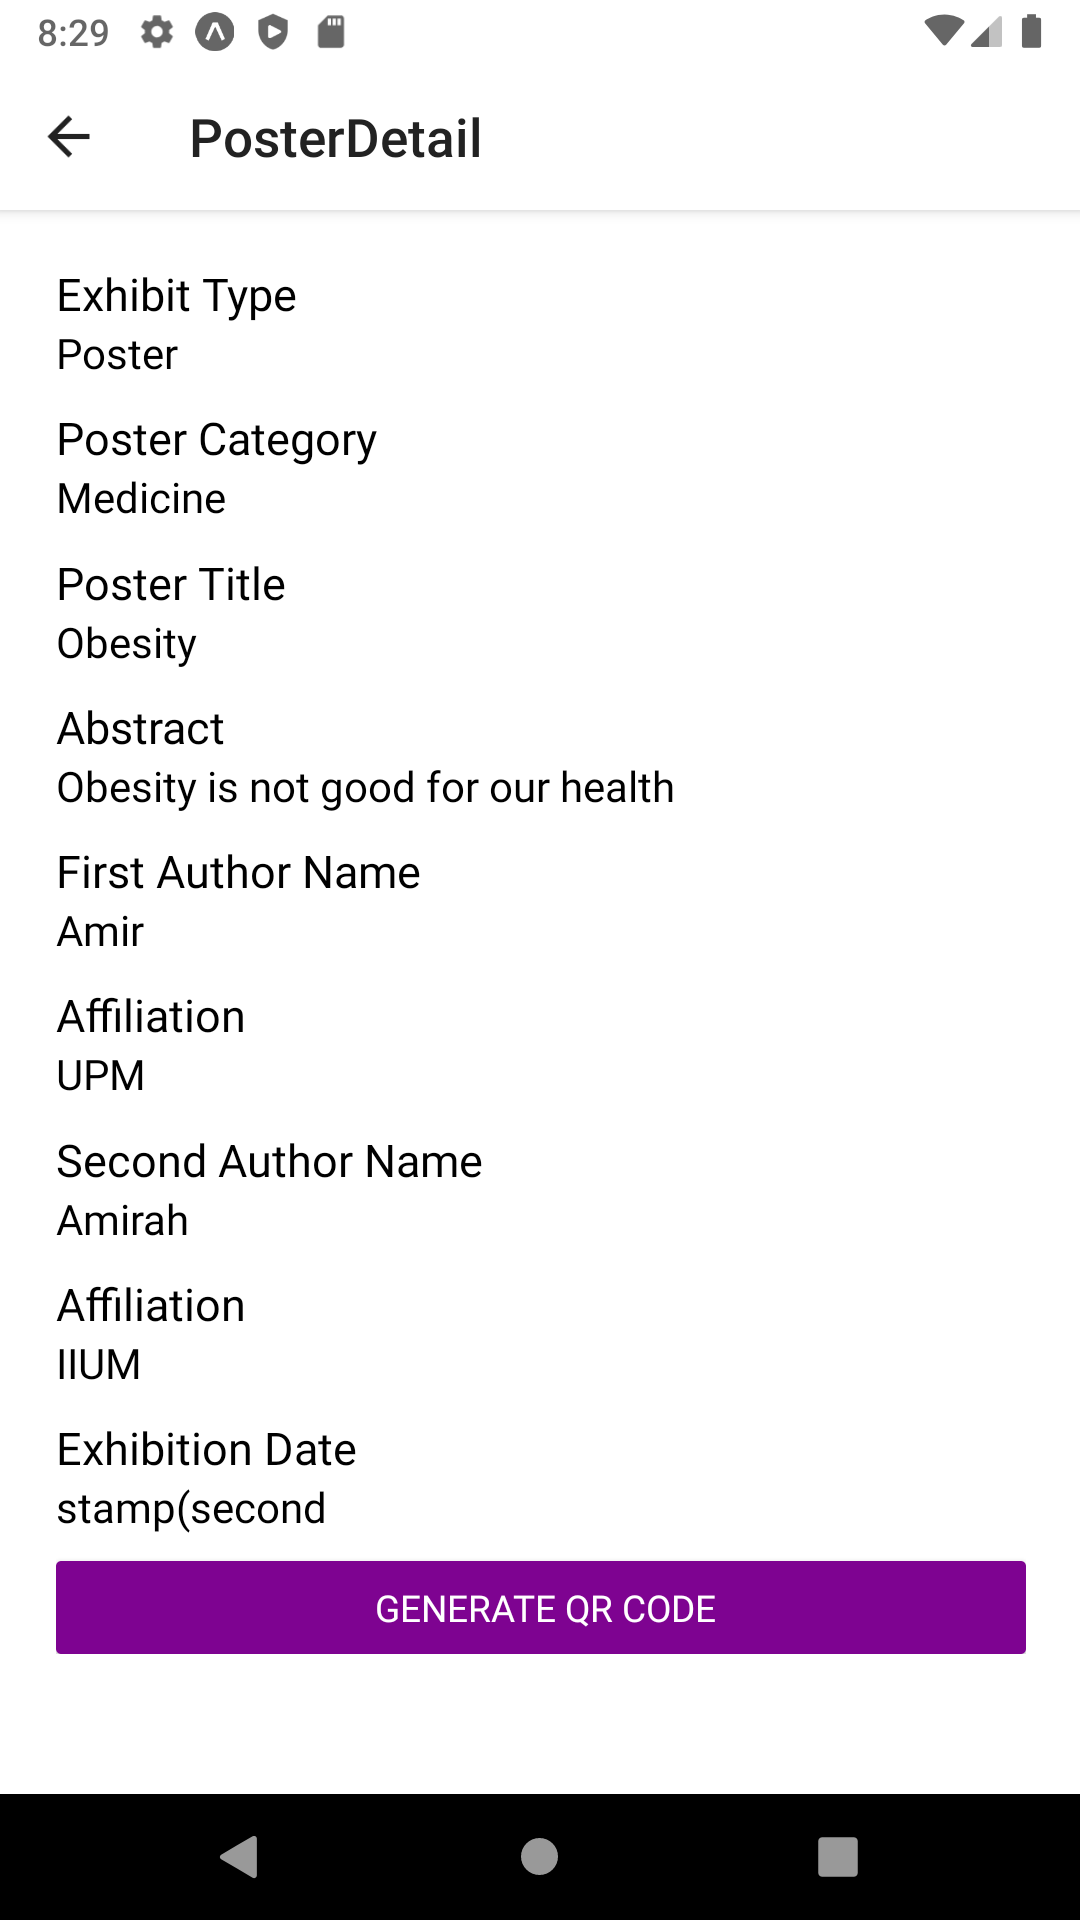 8:29
PosterDetail
Exhibit Type
Poster
Poster Category
Medicine
Poster Title
Obesity
Abstract
Obesity is not good for our health
First Author Name
Amir
Affiliation
UPM
Second Author Name
Amirah
Affiliation
IIUM
Exhibition Date
stamp(second
GENERATE QR CODE